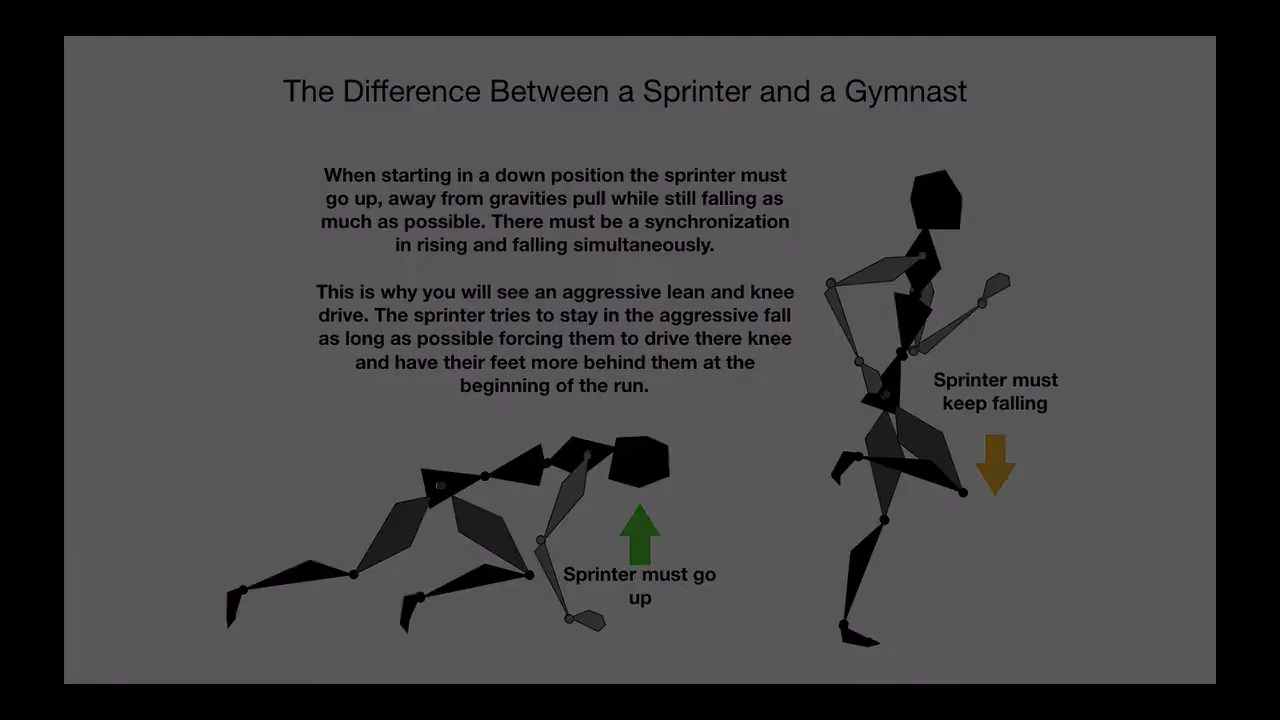 The Difference Between a Sprinter and a Gymnast
When starting in a down position the sprinter must
go up, away from gravities pull while still falling as
much as possible. There must be a synchronization
in rising and falling simultaneously.
This is why you will see an aggressive lean and knee
drive. The sprinter tries to stay in the aggressive fall
as long as possible forcing them to drive there knee
and have their feet more behind them at the
beginning of the run.
Sprinter must
keep falling
Sprinter must go
up